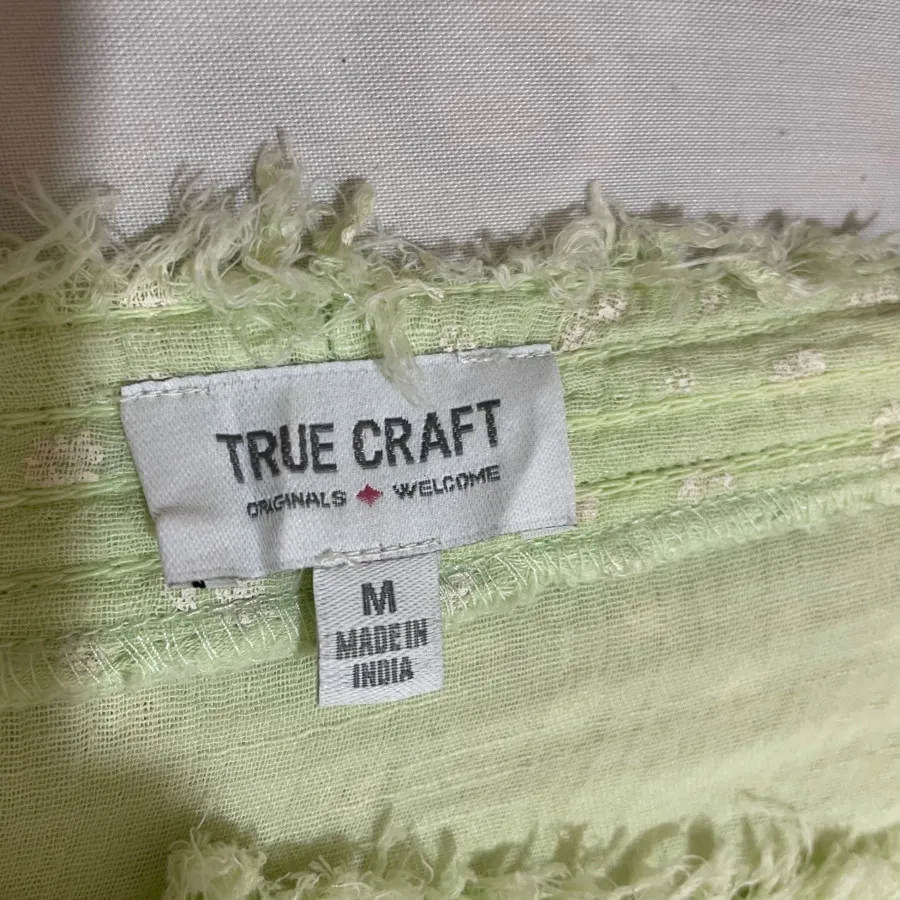 TRUE CRAFT
ORIGINALS WELCOME
M
MADE IN
INDIA